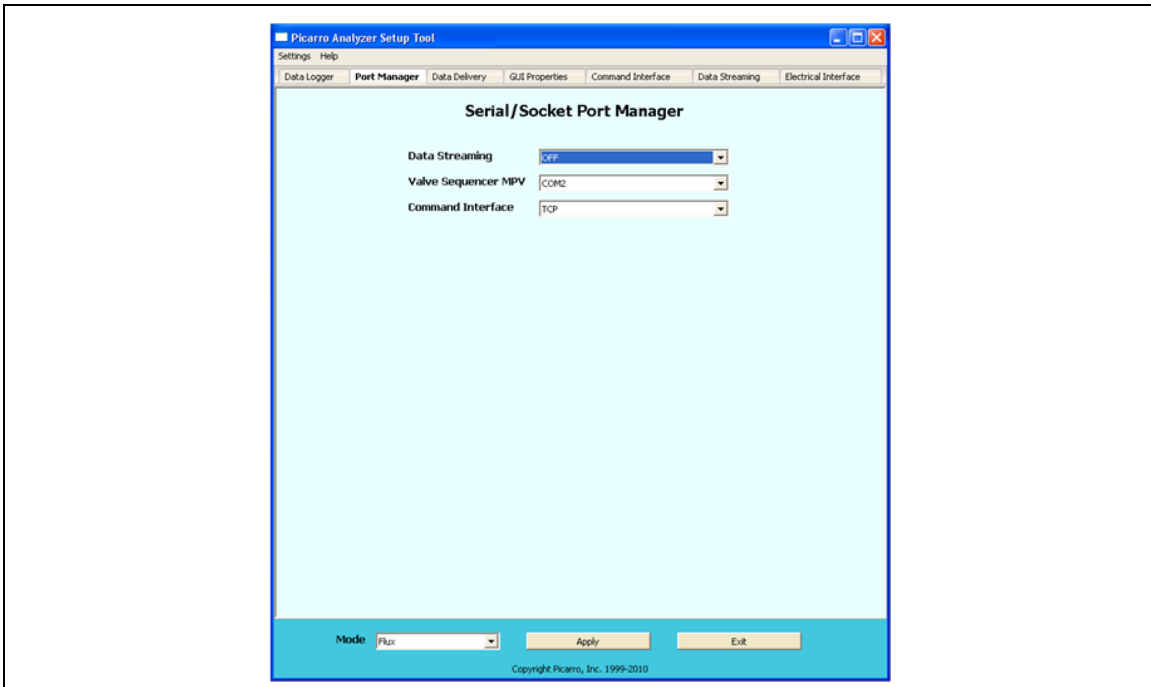 Picarro Analyzer Setup Tool
Settings Help
Data Logger Port Manager Data Delivery GUI Properties Command Interface Data Streaming Electrical Interface
Serial/Socket Port Manager
Data Streaming OFF
Valve Sequencer MPV COM2
Command Interface TCP
Mode Flux Apply Exit
Copyright Picarro, Inc. 1999-2010